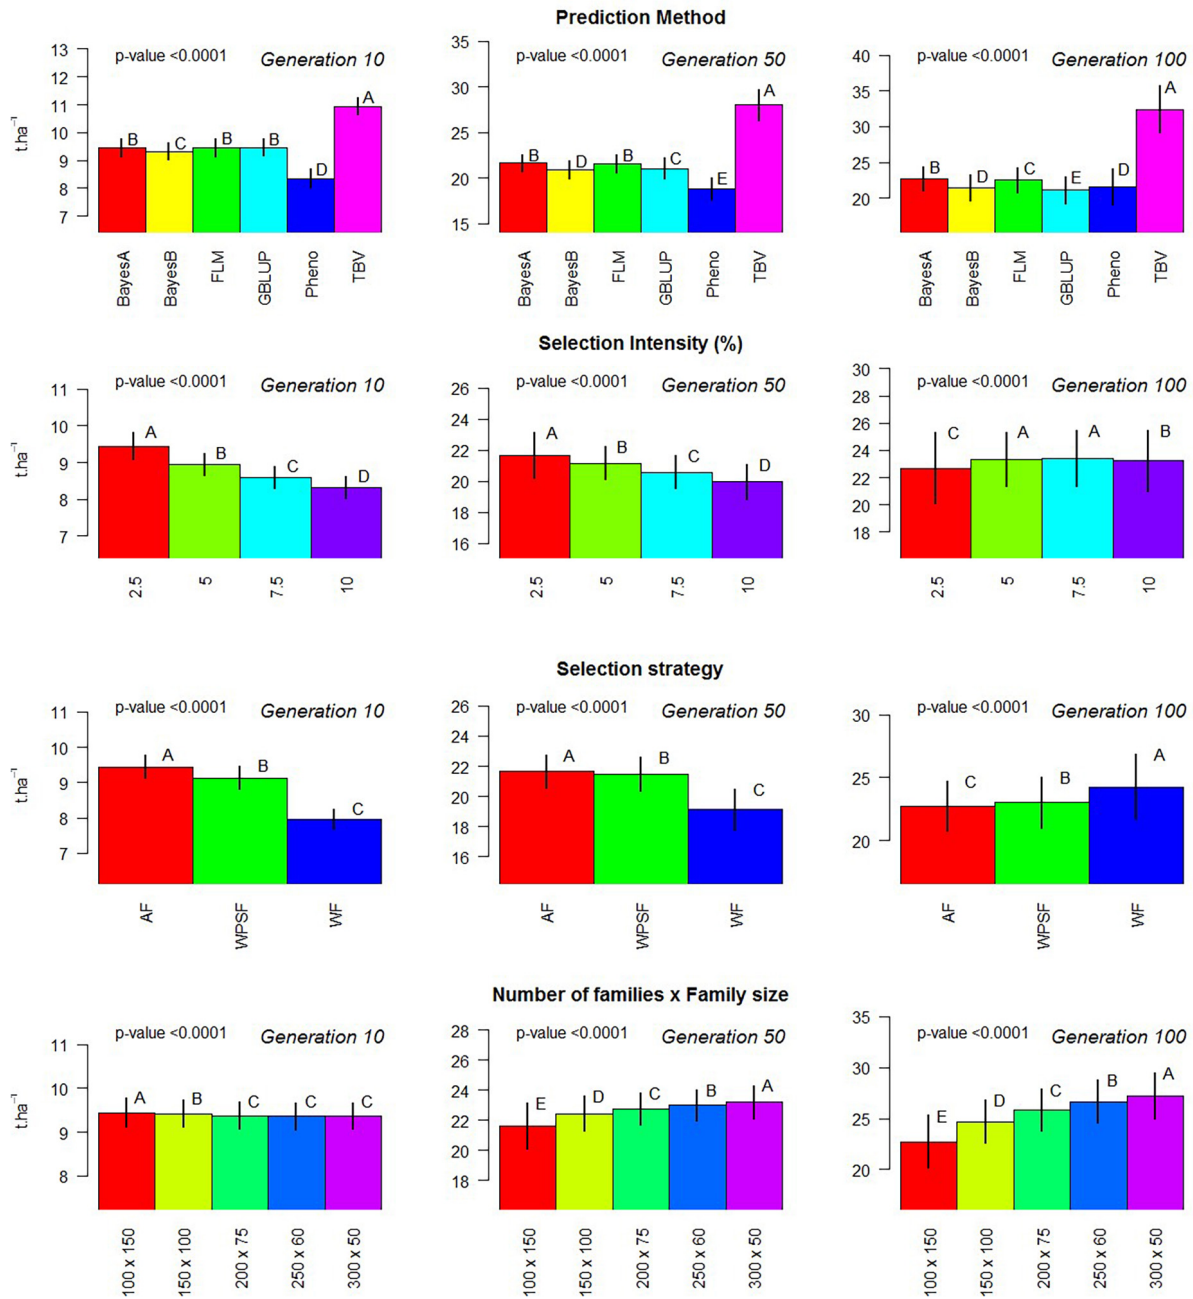 Prediction Method
p-value <0.0001 Generation 10
13
12
11
10
9
8
7
t.ha⁻¹
B C B B D A
BayesA BayesB FLM GBLUP Pheno TBV
p-value <0.0001 Generation 50
35
30
25
20
15
B D B C E A
BayesA BayesB FLM GBLUP Pheno TBV
p-value <0.0001 Generation 100
40
35
30
25
20
B D C E D A
BayesA BayesB FLM GBLUP Pheno TBV
Selection Intensity (%)
p-value <0.0001 Generation 10
11
10
9
8
7
t.ha⁻¹
A B C D
2.5 5 7.5 10
p-value <0.0001 Generation 50
26
24
22
20
18
16
A B C D
2.5 5 7.5 10
p-value <0.0001 Generation 100
30
28
26
24
22
20
18
C A A B
2.5 5 7.5 10
Selection strategy
p-value <0.0001 Generation 10
11
10
9
8
7
t.ha⁻¹
A B C
AF WPSF WF
p-value <0.0001 Generation 50
26
24
22
20
18
16
A B C
AF WPSF WF
p-value <0.0001 Generation 100
30
25
20
C B A
AF WPSF WF
Number of families x Family size
p-value <0.0001 Generation 10
11
10
9
8
t.ha⁻¹
A B C C C
100 x 150 150 x 100 200 x 75 250 x 60 300 x 50
p-value <0.0001 Generation 50
28
26
24
22
20
18
E D C B A
100 x 150 150 x 100 200 x 75 250 x 60 300 x 50
p-value <0.0001 Generation 100
35
30
25
20
E D C B A
100 x 150 150 x 100 200 x 75 250 x 60 300 x 50